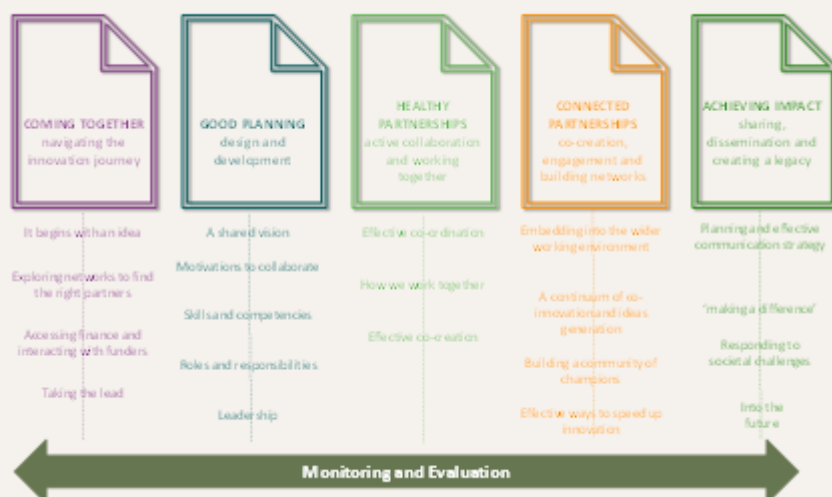 COMING TOGETHER
navigating the
innovation journey
It begins with an idea
Exploring networks to find
the right partners
Accessing finance and
interacting with funders
Taking the lead
GOOD PLANNING
design and
development
A shared vision
Motivations to collaborate
Skills and competencies
Roles and responsibilities
Leadership
HEALTHY
PARTNERSHIPS
active collaboration
and working
together
Effective co-ordination
How we work together
Effective co-creation
CONNECTED
PARTNERSHIPS
co-creation,
engagement and
building networks
Embedding into the wider
working environment
A continuum of co-
innovation and ideas
generation
Building a community of
champions
Effective ways to speed up
innovation
ACHIEVING IMPACT
sharing,
dissemination and
creating a legacy
Planning and effective
communication strategy
'making a difference'
Responding to
societal challenges
Into the
future
Monitoring and Evaluation